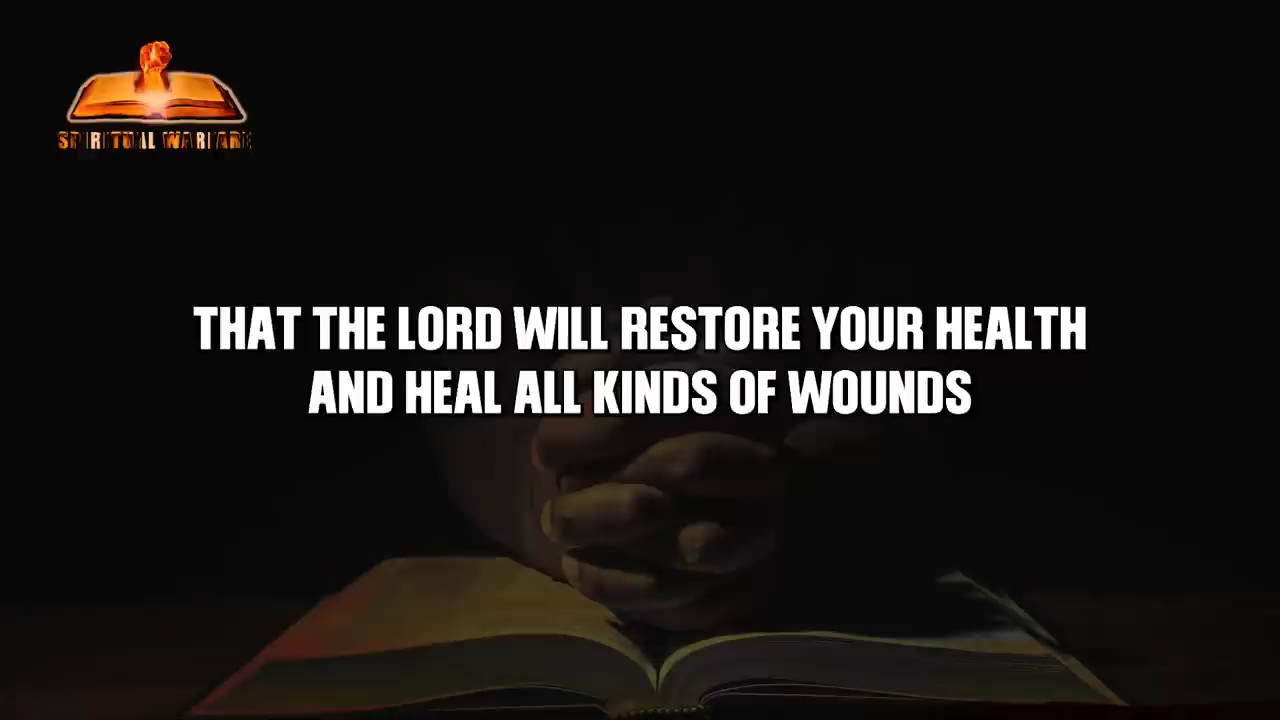 SPIRITUAL WARFARE
THAT THE LORD WILL RESTORE YOUR HEALTH
AND HEAL ALL KINDS OF WOUNDS